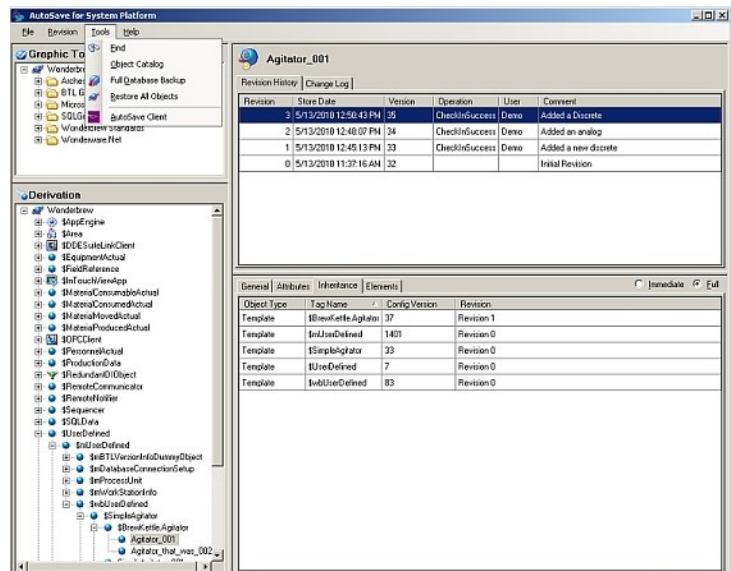 AutoSave for System Platform
File Revision Tools Help
Find
Object Catalog
Full Database Backup
Restore All Objects
AutoSave Client
Graphic To
Wonderbr
BTL G
Micros
Wonderbrew Standards
Wonderware.Net
Agitator_001
Revision History Change Log
Revision Store Date Version Operation User Comment
3 5/13/2010 12:50:43 PM 35 CheckInSuccess Demo Added a Discrete
2 5/13/2010 12:48:07 PM 34 CheckInSuccess Demo Added an analog
1 5/13/2010 12:45:13 PM 33 CheckInSuccess Demo Added a new discrete
0 5/13/2010 11:37:16 AM 32 Initial Revision
Derivation
Wonderbrew
$AppEngine
$Area
$DDESuiteLinkClient
$EquipmentActual
$FieldReference
$InTouchViewApp
$MaterialConsumableActual
$MaterialConsumedActual
$MaterialMovedActual
$MaterialProducedActual
$OPCClient
$PersonnelActual
$ProductionData
$RedundantDIObject
$RemoteCommunicator
$RemoteNotifier
$Sequencer
$SQLData
$UserDefined
$mUserDefined
$mBTLVersionInfoDummyObject
$mDatabaseConnectionSetup
$mProcessUnit
$mWorkStationInfo
$wbUserDefined
$SimpleAgitator
$BrewKettle.Agitator
Agitator_001
Agitator_that_was_002
General Attributes Inheritance Elements Immediate Full
Object Type Tag Name Config Version Revision
Template $BrewKettle.Agitator 37 Revision 1
Template $mUserDefined 1401 Revision 0
Template $SimpleAgitator 33 Revision 0
Template $UserDefined 7 Revision 0
Template $wbUserDefined 83 Revision 0